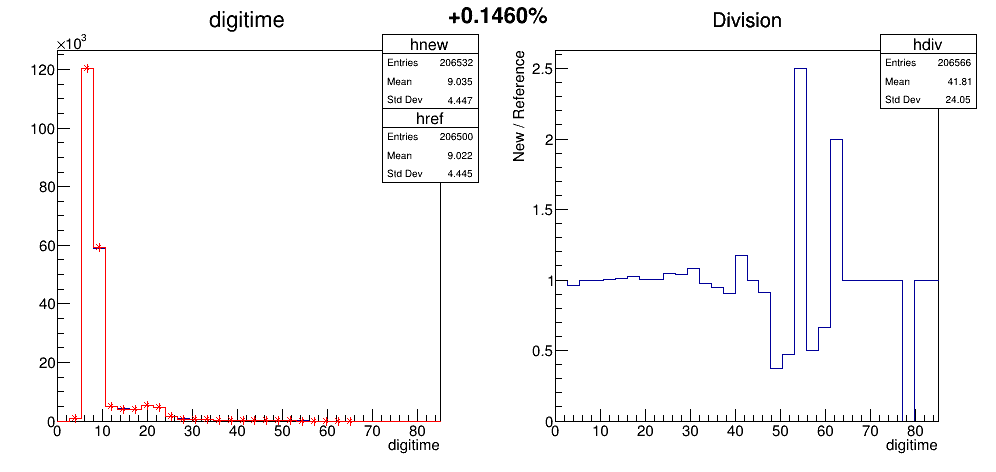 digitime
+0.1460%
Division
×10³
hnew
Entries 206532
Mean 9.035
Std Dev 4.447
href
Entries 206500
Mean 9.022
Std Dev 4.445
120
100
80
60
40
20
0
0 10 20 30 40 50 60 70 80
digitime
hdiv
Entries 206566
Mean 41.81
Std Dev 24.05
New / Reference
2.5
2
1.5
1
0.5
0
0 10 20 30 40 50 60 70 80
digitime